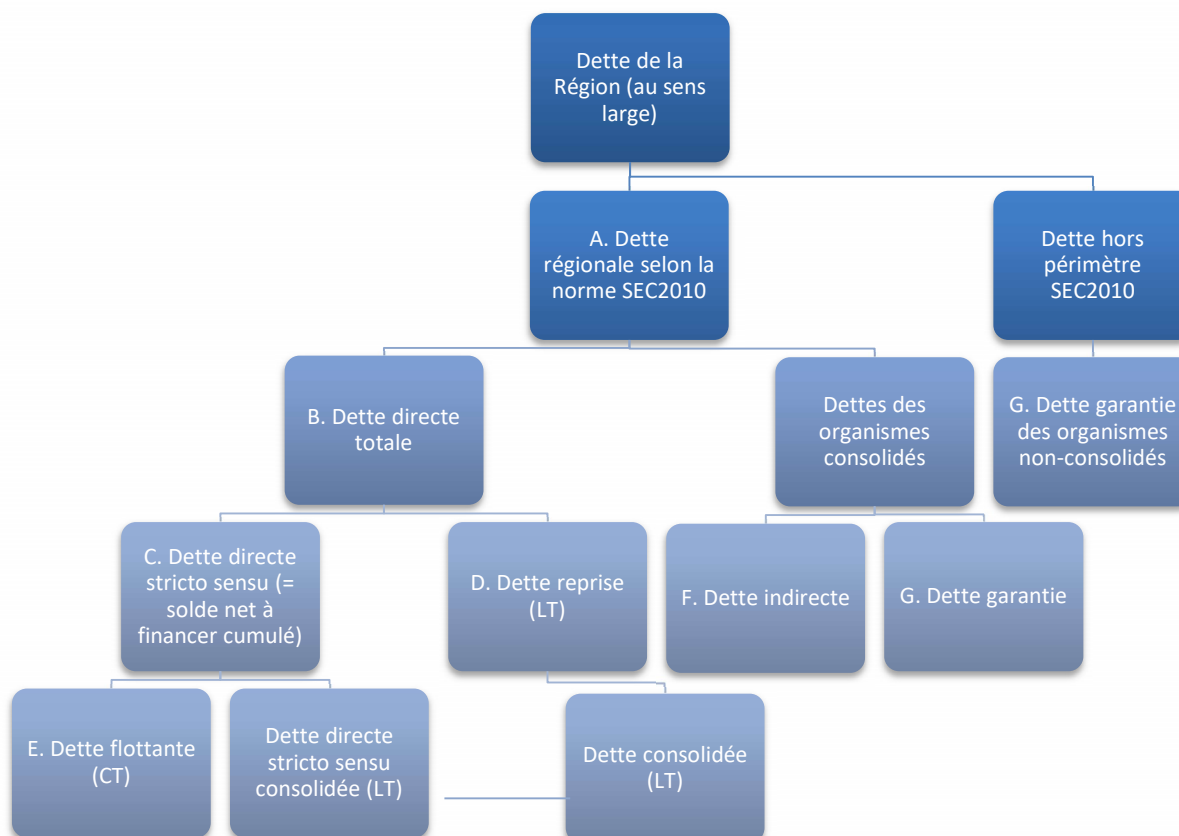 Dette de la
Région (au sens
large)
A. Dette
régionale selon la
norme SEC2010
Dette hors
périmètre
SEC2010
B. Dette directe
totale
Dettes des
organismes
consolidés
G. Dette garantie
des organismes
non-consolidés
C. Dette directe
stricto sensu (=
solde net à
financer cumulé)
D. Dette reprise
(LT)
F. Dette indirecte
G. Dette garantie
E. Dette flottante
(CT)
Dette directe
stricto sensu
consolidée (LT)
Dette consolidée
(LT)